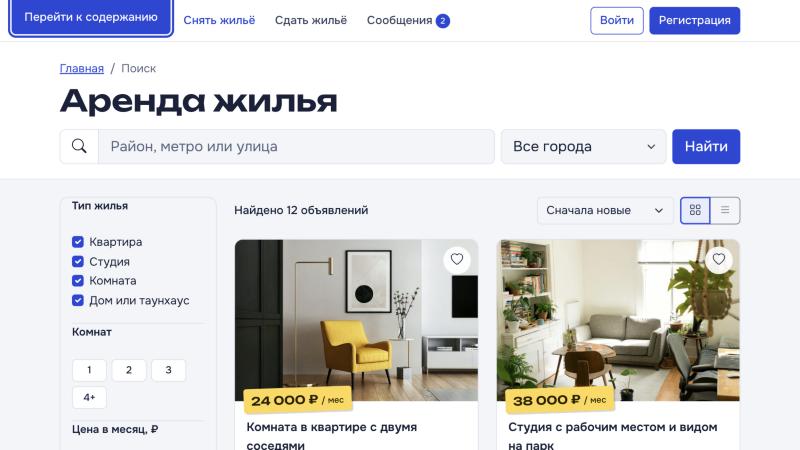 Перейти к содержанию
Снять жильё
Сдать жильё
Сообщения 2
Войти
Регистрация
Главная / Поиск
Аренда жилья
Район, метро или улица
Все города
Найти
Тип жилья
Квартира
Студия
Комната
Дом или таунхаус
Комнат
1
2
3
4+
Цена в месяц, ₽
Найдено 12 объявлений
Сначала новые
24 000 ₽ / мес
Комната в квартире с двумя
соседями
38 000 ₽ / мес
Студия с рабочим местом и видом
на парк